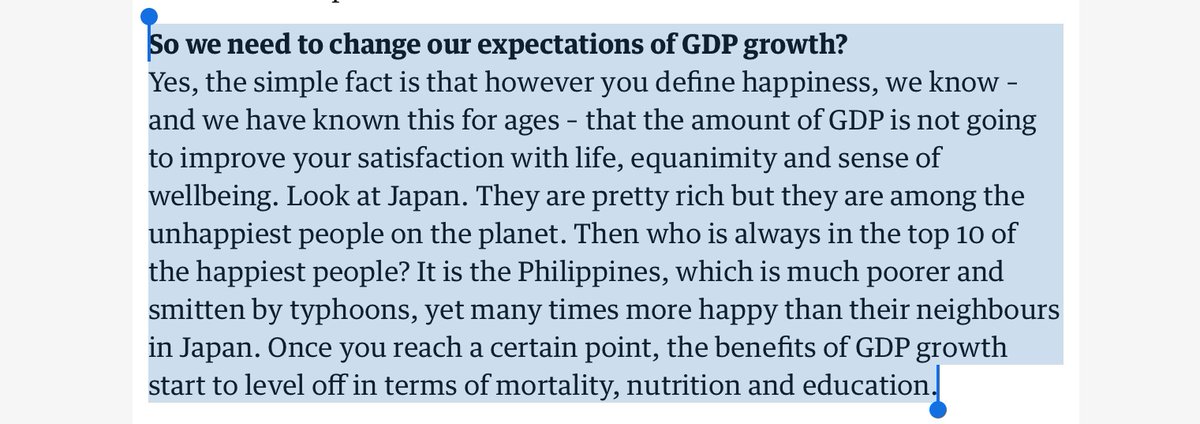 So we need to change our expectations of GDP growth?
Yes, the simple fact is that however you define happiness, we know –
and we have known this for ages – that the amount of GDP is not going
to improve your satisfaction with life, equanimity and sense of
wellbeing. Look at Japan. They are pretty rich but they are among the
unhappiest people on the planet. Then who is always in the top 10 of
the happiest people? It is the Philippines, which is much poorer and
smitten by typhoons, yet many times more happy than their neighbours
in Japan. Once you reach a certain point, the benefits of GDP growth
start to level off in terms of mortality, nutrition and education.